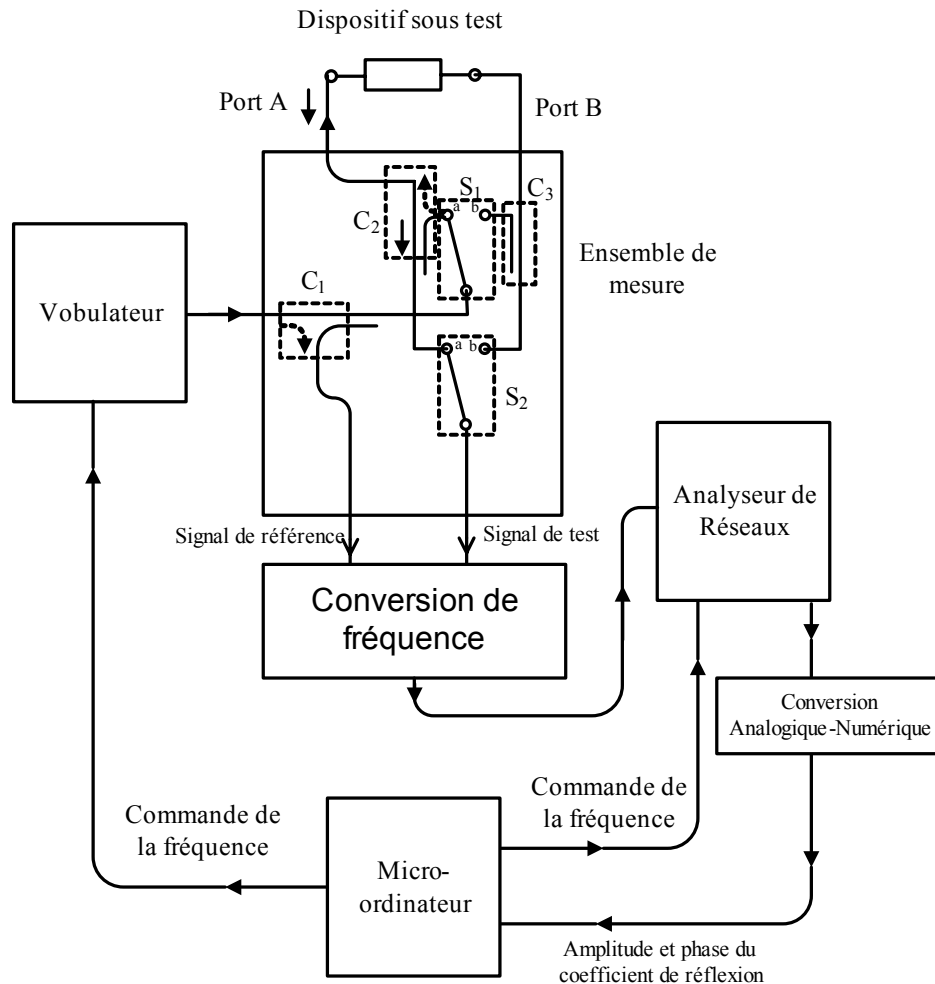 Dispositif sous test
Port A
Port B
S1
C3
a b
C2
Ensemble de
mesure
C1
Vobulateur
a b
S2
Analyseur de
Réseaux
Signal de référence
Signal de test
Conversion de
fréquence
Conversion
Analogique-Numérique
Commande de
la fréquence
Commande de
la fréquence
Micro-
ordinateur
Amplitude et phase du
coefficient de réflexion